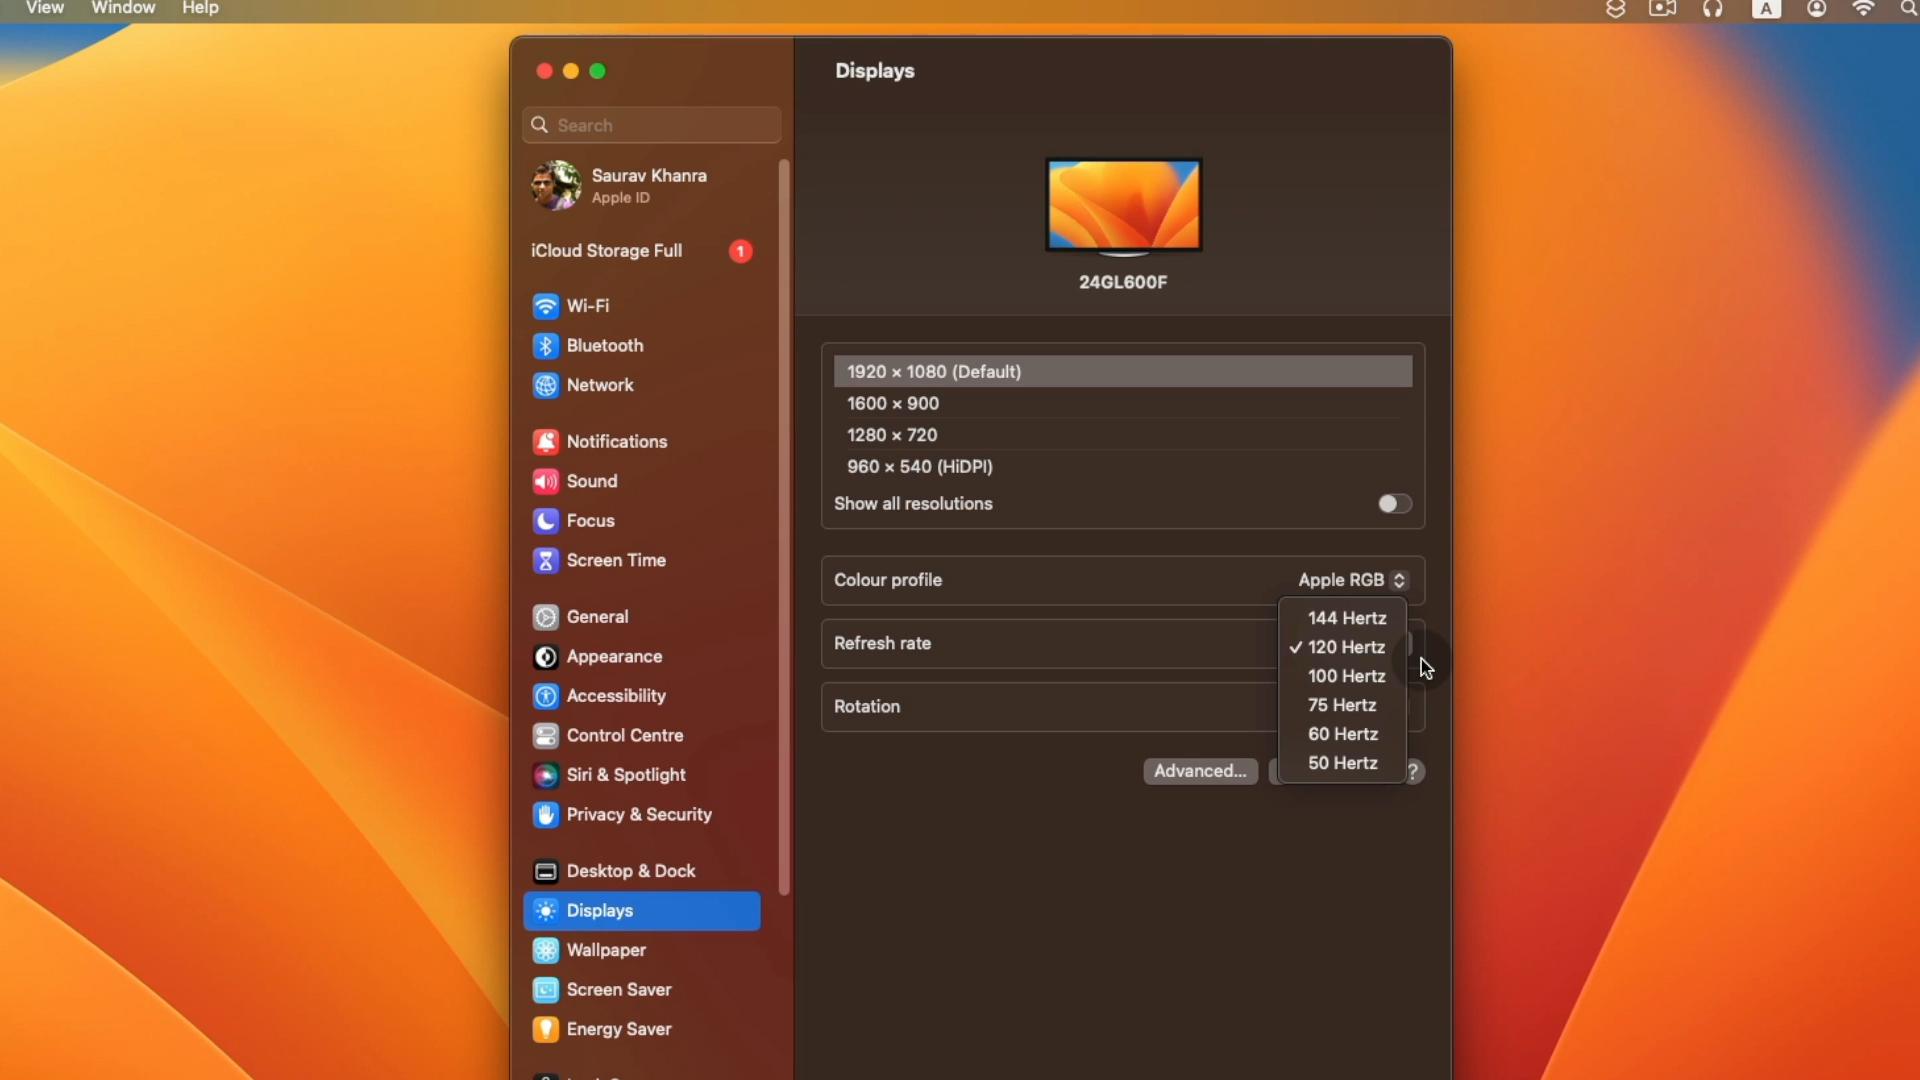 View Window Help
A
Displays
Search
Saurav Khanra
Apple ID
iCloud Storage Full 1
Wi-Fi
Bluetooth
Network
Notifications
Sound
Focus
Screen Time
General
Appearance
Accessibility
Control Centre
Siri & Spotlight
Privacy & Security
Desktop & Dock
Displays
Wallpaper
Screen Saver
Energy Saver
24GL600F
1920 × 1080 (Default)
1600 × 900
1280 × 720
960 × 540 (HiDPI)
Show all resolutions
Colour profile Apple RGB
Refresh rate
144 Hertz
✓ 120 Hertz
100 Hertz
75 Hertz
60 Hertz
50 Hertz
Rotation
Advanced... ?